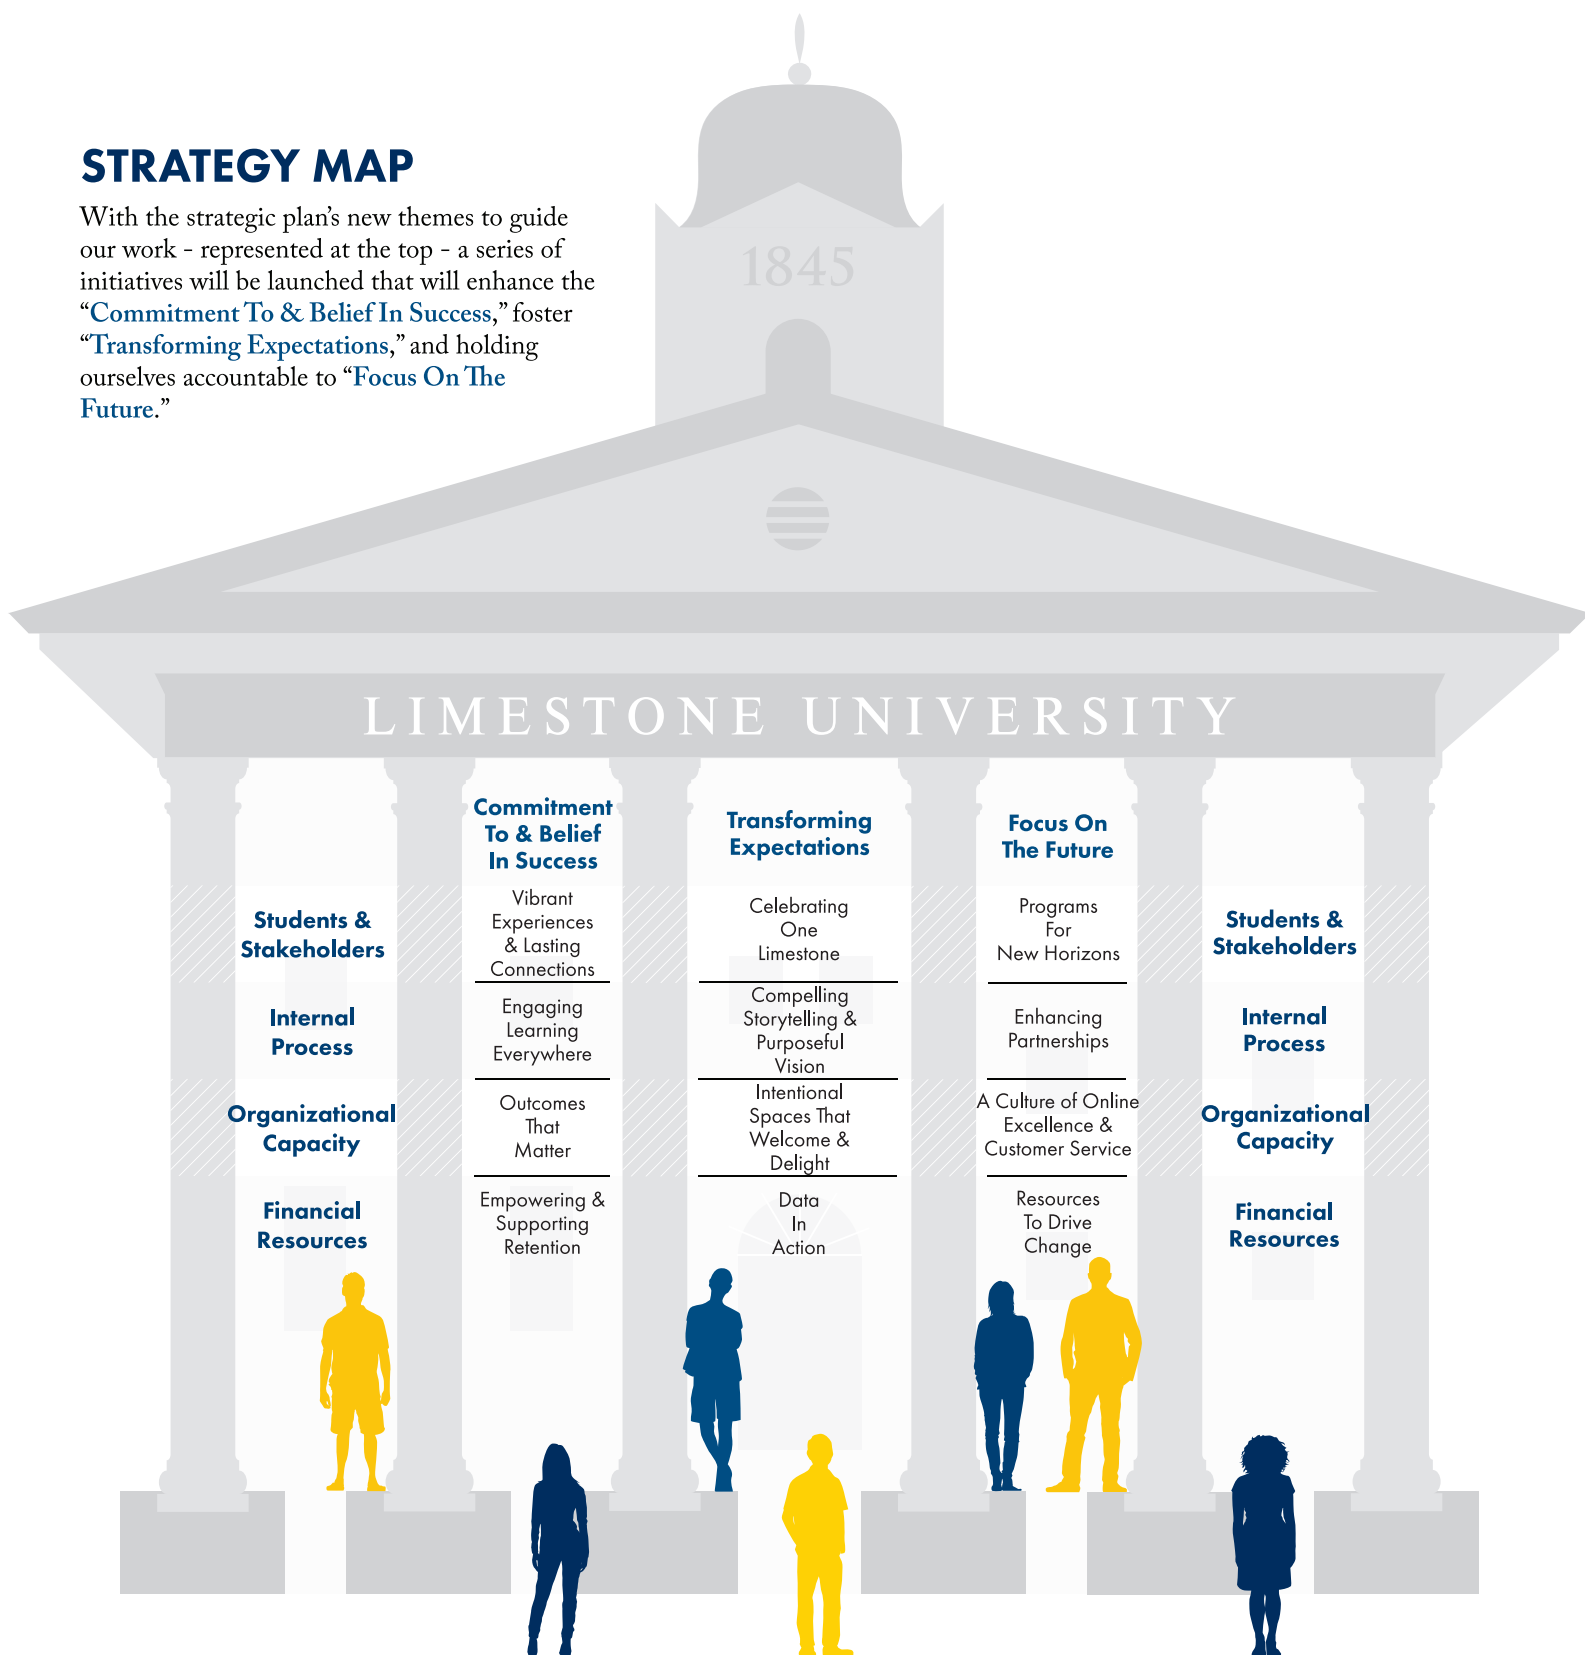 STRATEGY MAP
With the strategic plan’s new themes to guide
our work - represented at the top - a series of
initiatives will be launched that will enhance the
“Commitment To & Belief In Success,” foster
“Transforming Expectations,” and holding
ourselves accountable to “Focus On The
Future.”
1845
LIMESTONE UNIVERSITY
Commitment
To & Belief
In Success
Transforming
Expectations
Focus On
The Future
Students &
Stakeholders
Vibrant
Experiences
& Lasting
Connections
Celebrating
One
Limestone
Programs
For
New Horizons
Students &
Stakeholders
Internal
Process
Engaging
Learning
Everywhere
Compelling
Storytelling &
Purposeful
Vision
Enhancing
Partnerships
Internal
Process
Organizational
Capacity
Outcomes
That
Matter
Intentional
Spaces That
Welcome &
Delight
A Culture of Online
Excellence &
Customer Service
Organizational
Capacity
Financial
Resources
Empowering &
Supporting
Retention
Data
In
Action
Resources
To Drive
Change
Financial
Resources